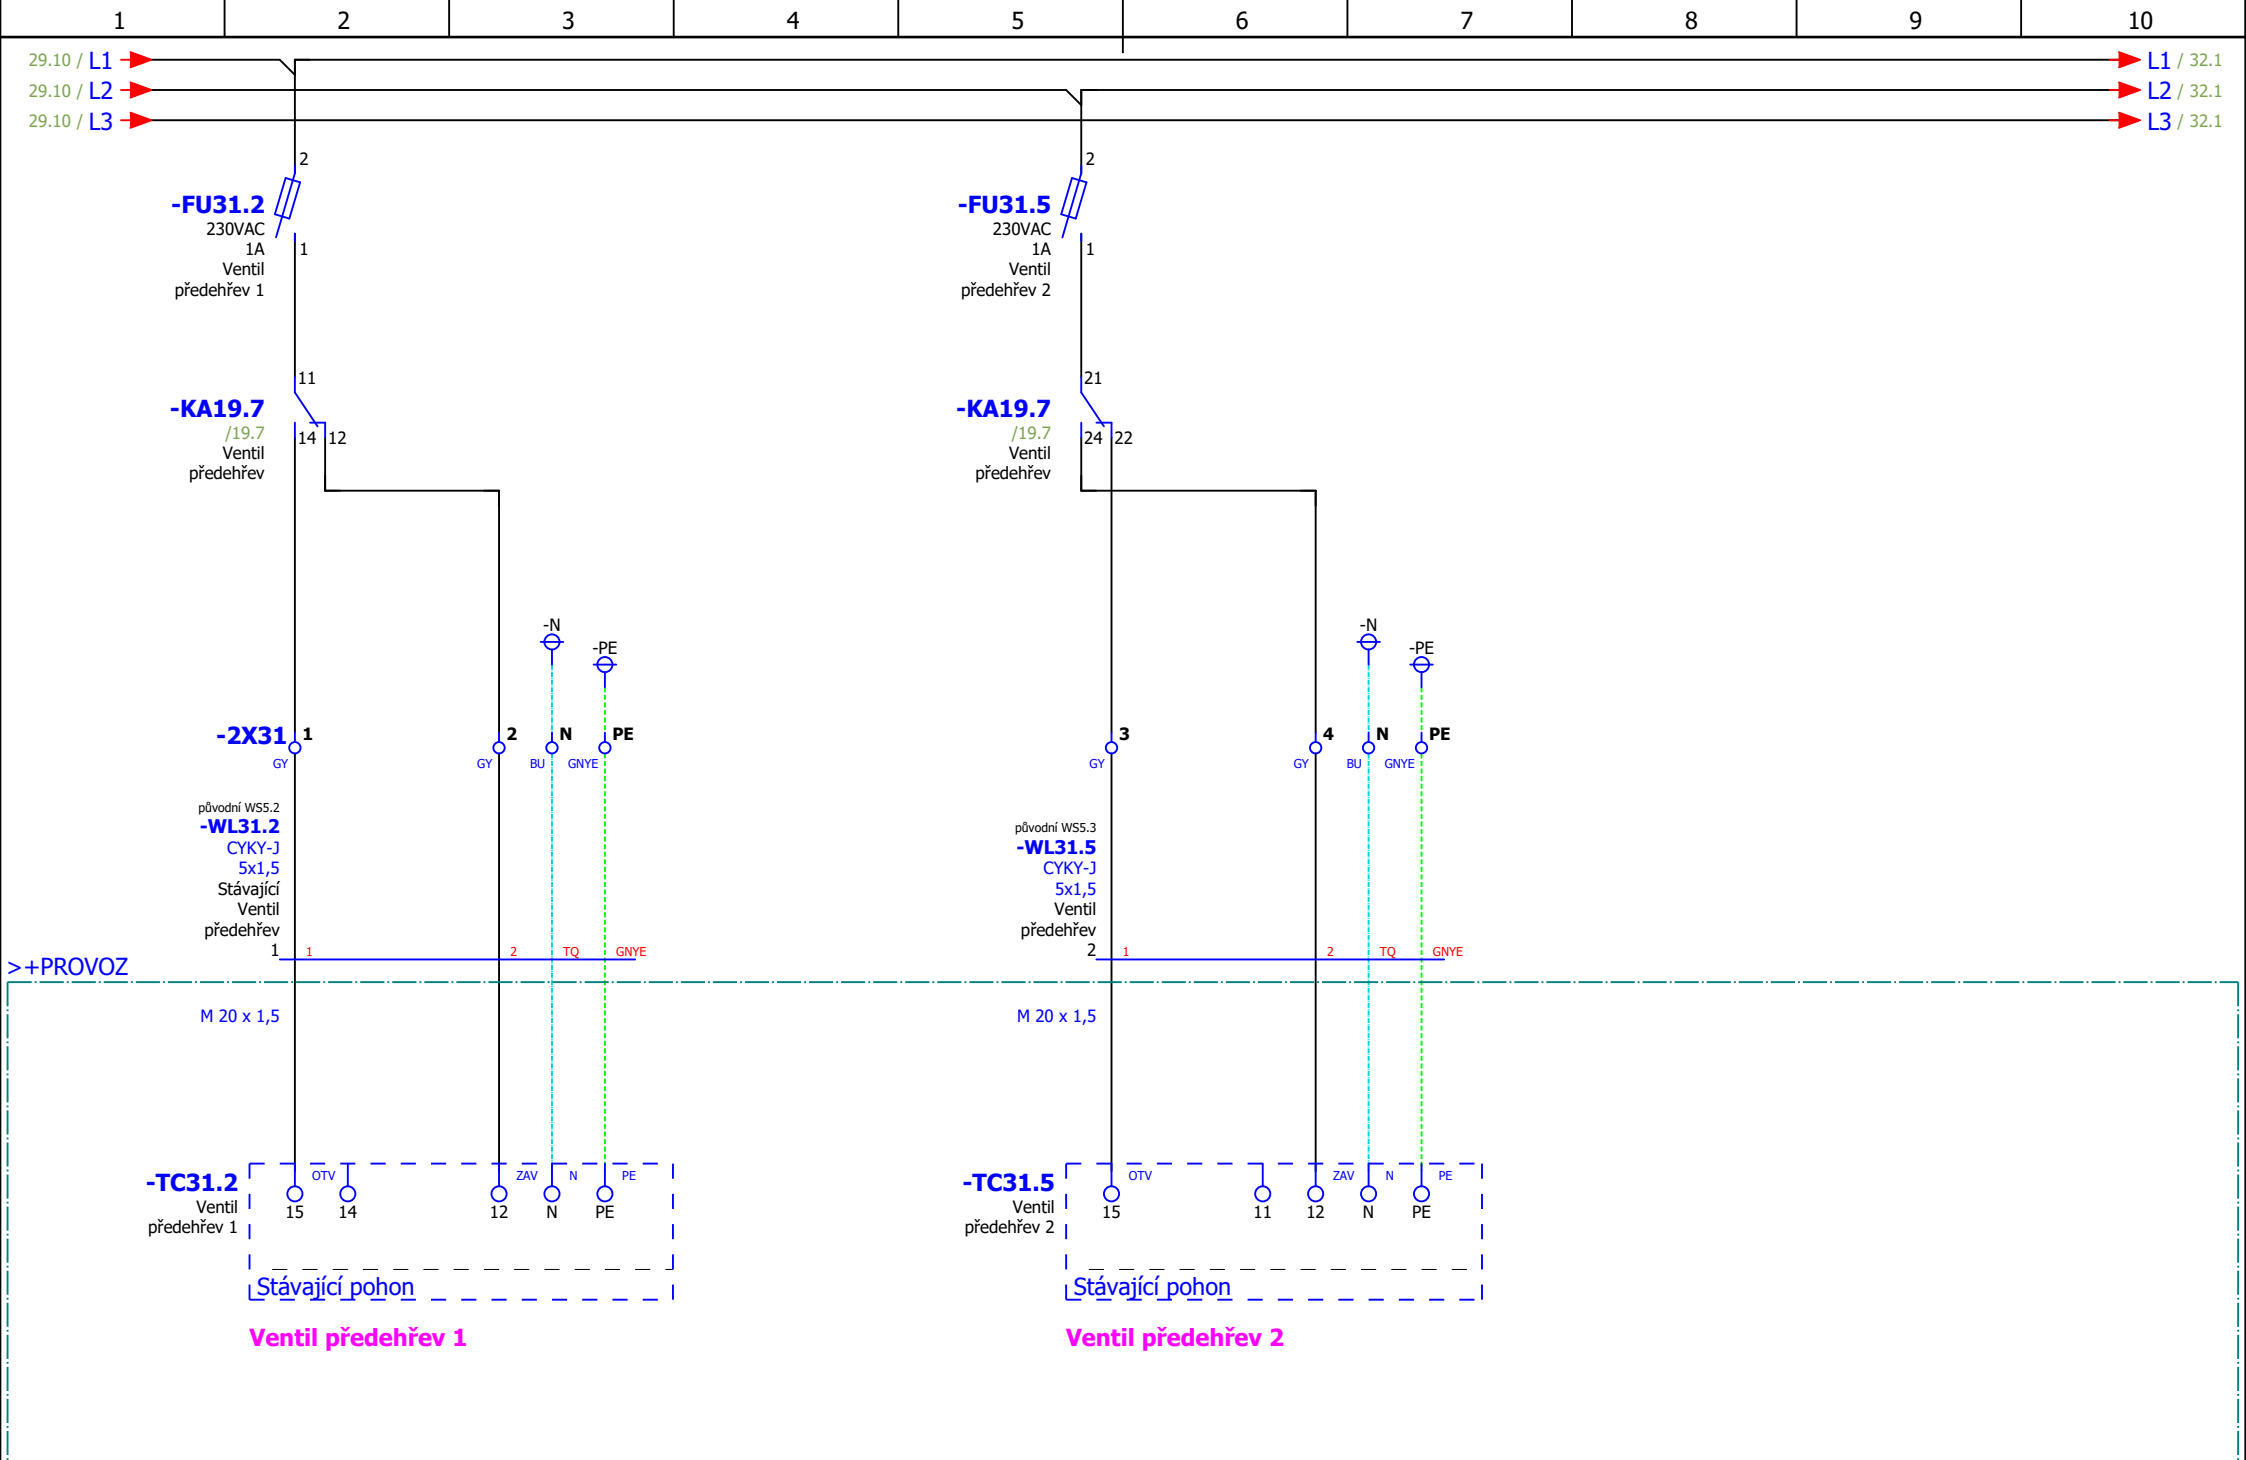 1 2 3 4 5 6 7 8 9 10
29.10 / L1 L1 / 32.1
29.10 / L2 L2 / 32.1
29.10 / L3 L3 / 32.1
2
-FU31.2
230VAC
1A
1
Ventil
předehřev 1
2
-FU31.5
230VAC
1A
1
Ventil
předehřev 2
11
-KA19.7
/19.7
14 12
Ventil
předehřev
21
-KA19.7
/19.7
24 22
Ventil
předehřev
-N
-PE
-N
-PE
-2X31 1 2 N PE 3 4 N PE
GY GY BU GNYE GY GY BU GNYE
původní WS5.2
-WL31.2
CYKY-J
5x1,5
Stávající
Ventil
předehřev
1
1 2 TQ GNYE
původní WS5.3
-WL31.5
CYKY-J
5x1,5
Ventil
předehřev
2
1 2 TQ GNYE
>+PROVOZ
M 20 x 1,5 M 20 x 1,5
-TC31.2
Ventil
předehřev 1
OTV ZAV N PE
15 14 12 N PE
Stávající pohon
Ventil předehřev 1
-TC31.5
Ventil
předehřev 2
OTV ZAV N PE
15 11 12 N PE
Stávající pohon
Ventil předehřev 2